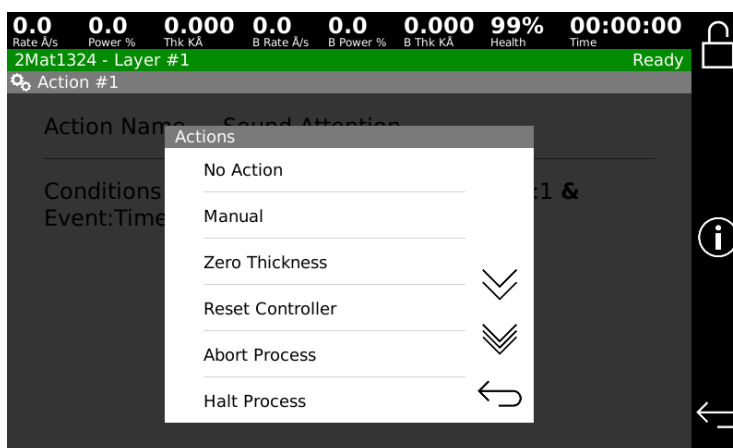 0.0 0.0 0.000 0.0 0.0 0.000 99% 00:00:00
Rate Å/s Power % Thk KÅ B Rate Å/s B Power % B Thk KÅ Health Time
2Mat1324 - Layer #1 Ready
Action #1
Action Name Sound Attention
Actions
No Action
Conditions :1 &
Manual
Event:Time
Zero Thickness
Reset Controller
Abort Process
Halt Process